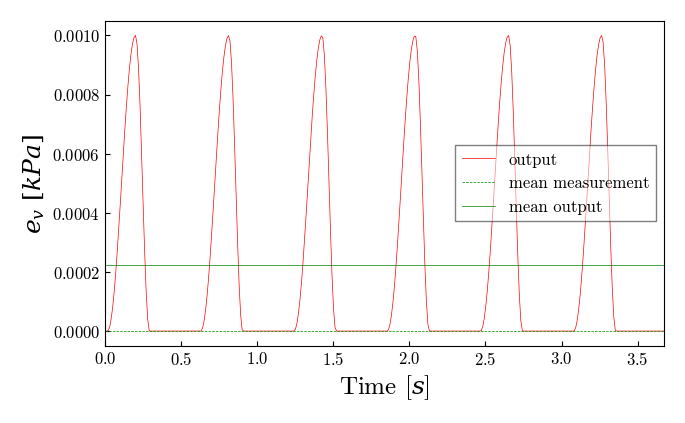 0.0010
0.0008
0.0006
0.0004
0.0002
0.0000
e_v [kPa]
output
mean measurement
mean output
0.0 0.5 1.0 1.5 2.0 2.5 3.0 3.5
Time [s]